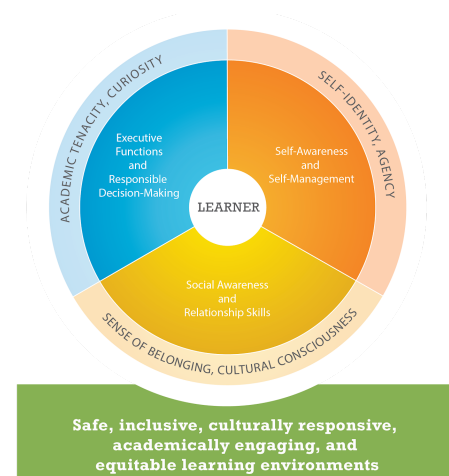 ACADEMIC TENACITY, CURIOSITY
SELF-IDENTITY, AGENCY
Executive
Functions
and
Responsible
Decision-Making
Self-Awareness
and
Self-Management
LEARNER
Social Awareness
and
Relationship Skills
SENSE OF BELONGING, CULTURAL CONSCIOUSNESS
Safe, inclusive, culturally responsive,
academically engaging, and
equitable learning environments